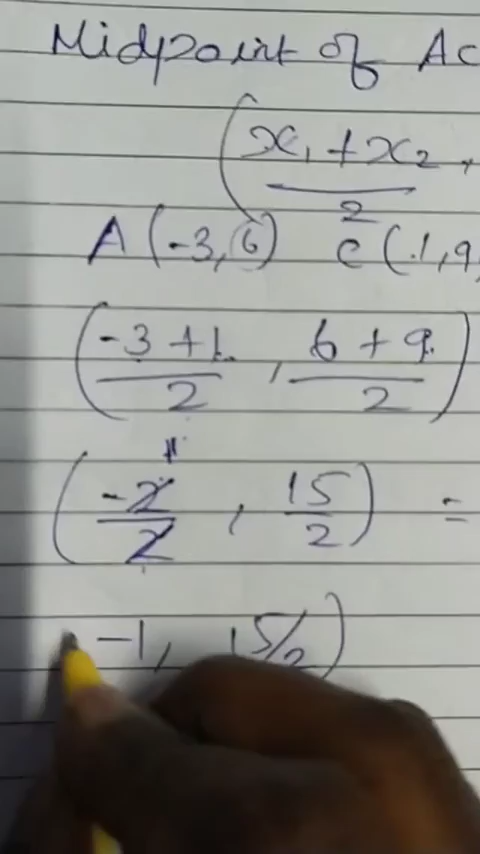 Midpoint of AC
(x₁ + x₂ / 2,
A(-3, 6) C(1, 9
(-3 + 1 / 2, 6 + 9 / 2)
(-2 / 2, 15 / 2) =
-1, 15/2)